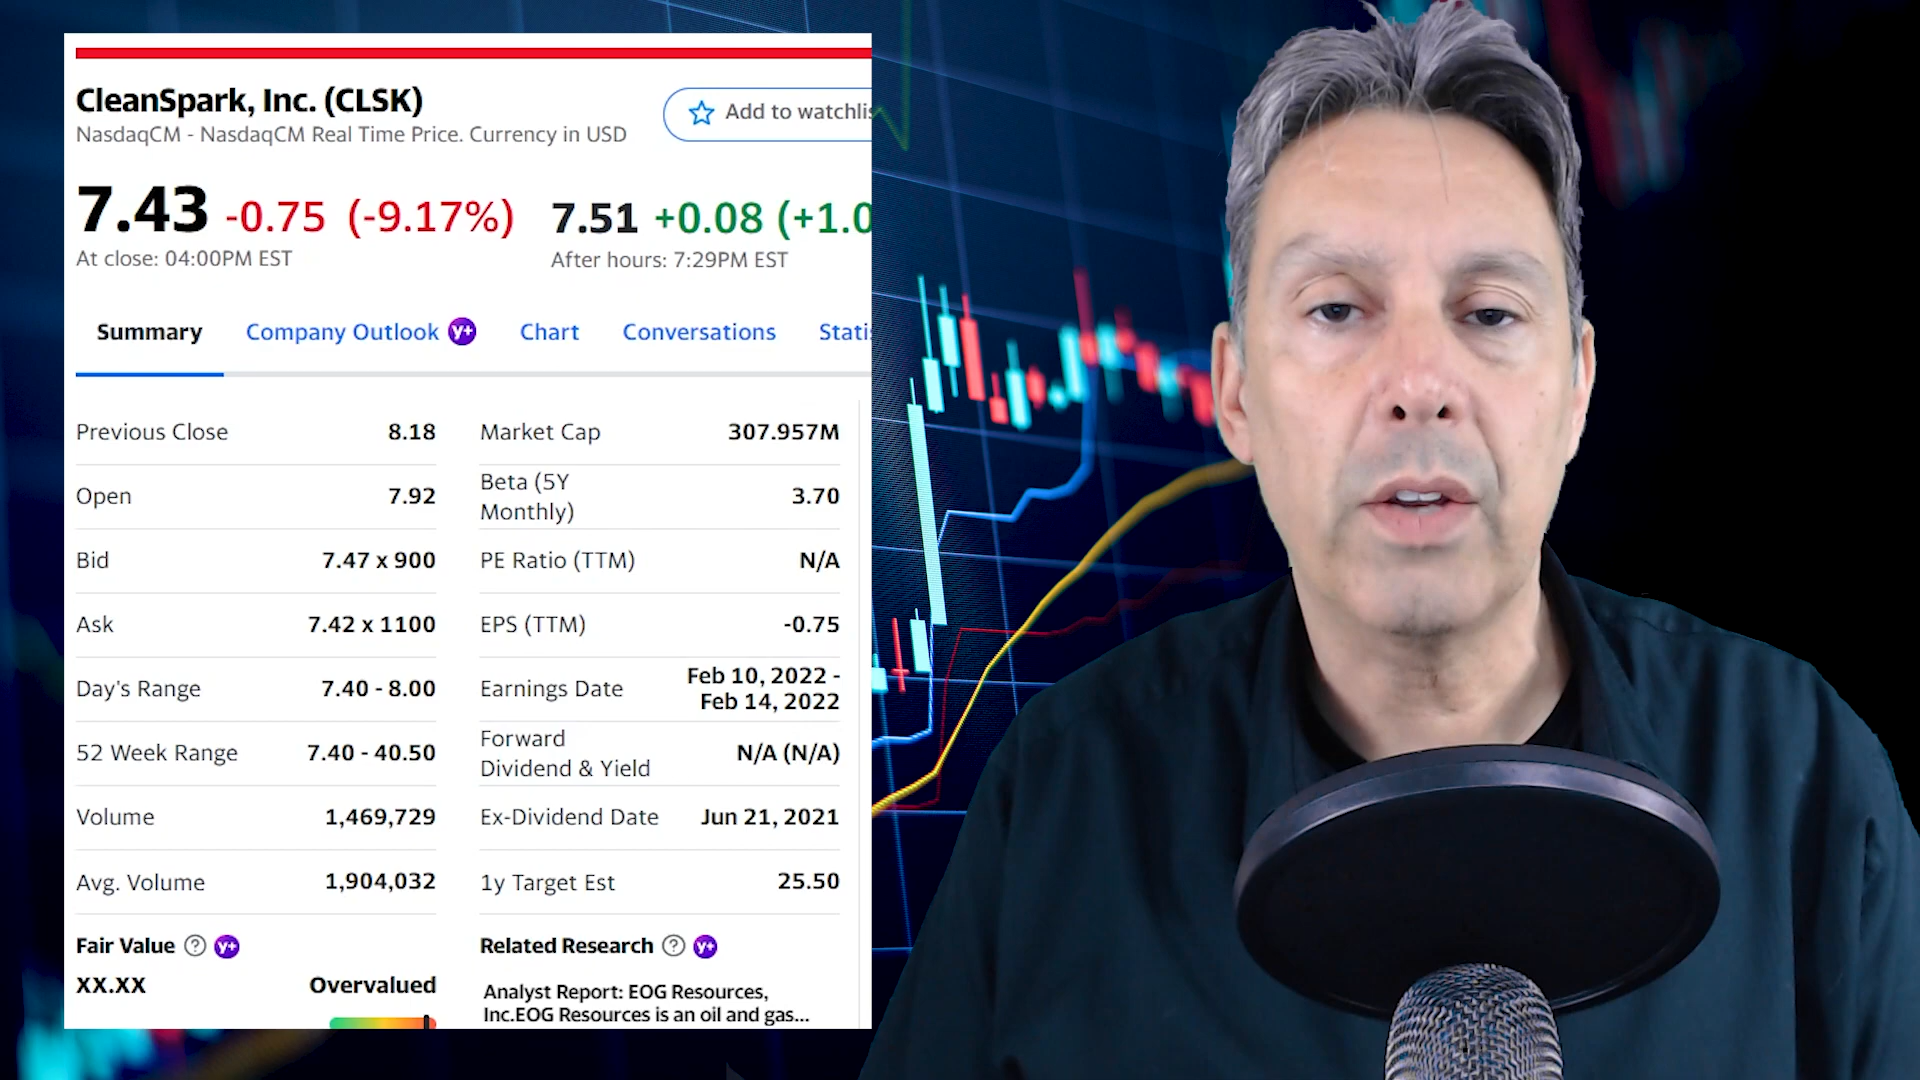 CleanSpark, Inc. (CLSK)
Add to watchlis
NasdaqCM - NasdaqCM Real Time Price. Currency in USD
7.43 -0.75 (-9.17%) 7.51 +0.08 (+1.0
At close: 04:00PM EST After hours: 7:29PM EST
Summary Company Outlook y+ Chart Conversations Stati
Previous Close 8.18
Open 7.92
Bid 7.47 x 900
Ask 7.42 x 1100
Day's Range 7.40 - 8.00
52 Week Range 7.40 - 40.50
Volume 1,469,729
Avg. Volume 1,904,032
Market Cap 307.957M
Beta (5Y
Monthly) 3.70
PE Ratio (TTM) N/A
EPS (TTM) -0.75
Earnings Date Feb 10, 2022 -
Feb 14, 2022
Forward
Dividend & Yield N/A (N/A)
Ex-Dividend Date Jun 21, 2021
1y Target Est 25.50
Fair Value ? y+
XX.XX Overvalued
Related Research ? y+
Analyst Report: EOG Resources,
Inc.EOG Resources is an oil and gas...